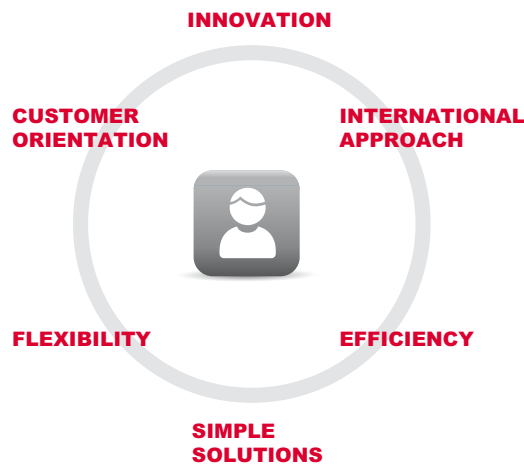 INNOVATION
CUSTOMER
ORIENTATION
INTERNATIONAL
APPROACH
FLEXIBILITY
EFFICIENCY
SIMPLE
SOLUTIONS